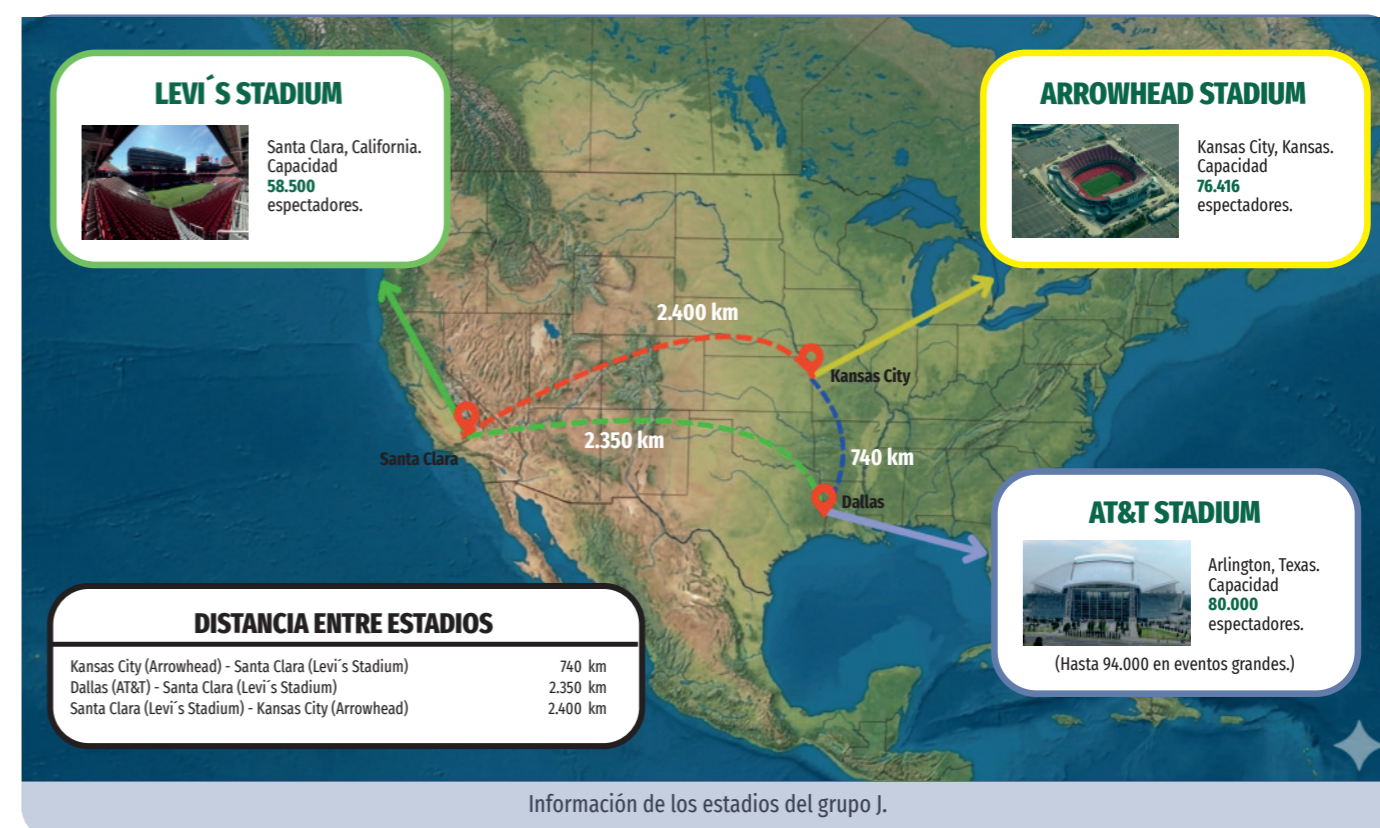 LEVI´S STADIUM
Santa Clara, California.
Capacidad
58.500
espectadores.
ARROWHEAD STADIUM
Kansas City, Kansas.
Capacidad
76.416
espectadores.
2.400 km
Kansas City
2.350 km
Santa Clara
740 km
Dallas
AT&T STADIUM
Arlington, Texas.
Capacidad
80.000
espectadores.
(Hasta 94.000 en eventos grandes.)
DISTANCIA ENTRE ESTADIOS
Kansas City (Arrowhead) - Santa Clara (Levi´s Stadium) 740 km
Dallas (AT&T) - Santa Clara (Levi´s Stadium) 2.350 km
Santa Clara (Levi´s Stadium) - Kansas City (Arrowhead) 2.400 km
Información de los estadios del grupo J.